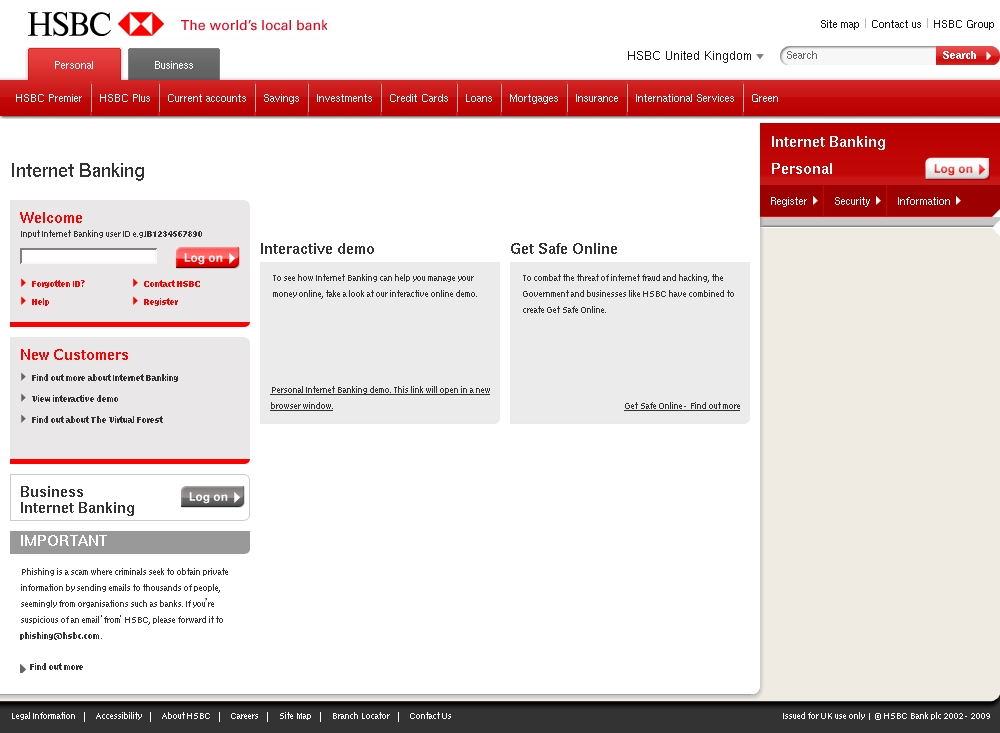 HSBC The world's local bank
Site map Contact us HSBC Group
Personal Business
HSBC United Kingdom Search Search
HSBC Premier HSBC Plus Current accounts Savings Investments Credit Cards Loans Mortgages Insurance International Services Green
Internet Banking
Personal Log on
Register Security Information
Internet Banking
Welcome
Input Internet Banking user ID e.g.IB1234567890
Log on
Forgotten ID? Contact HSBC
Help Register
New Customers
Find out more about Internet Banking
View interactive demo
Find out about The Virtual Forest
Business
Internet Banking
Log on
IMPORTANT
Phishing is a scam where criminals seek to obtain private
information by sending emails to thousands of people,
seemingly from organisations such as banks. If you're
suspicious of an email 'from' HSBC, please forward it to
phishing@hsbc.com.
Find out more
Interactive demo
To see how Internet Banking can help you manage your
money online, take a look at our interactive online demo.
Personal Internet Banking demo. This link will open in a new
browser window.
Get Safe Online
To combat the threat of internet fraud and hacking, the
Government and businesses like HSBC have combined to
create Get Safe Online.
Get Safe Online - Find out more
Legal Information | Accessibility | About HSBC | Careers | Site Map | Branch Locator | Contact Us
Issued for UK use only | © HSBC Bank plc 2002 - 2009